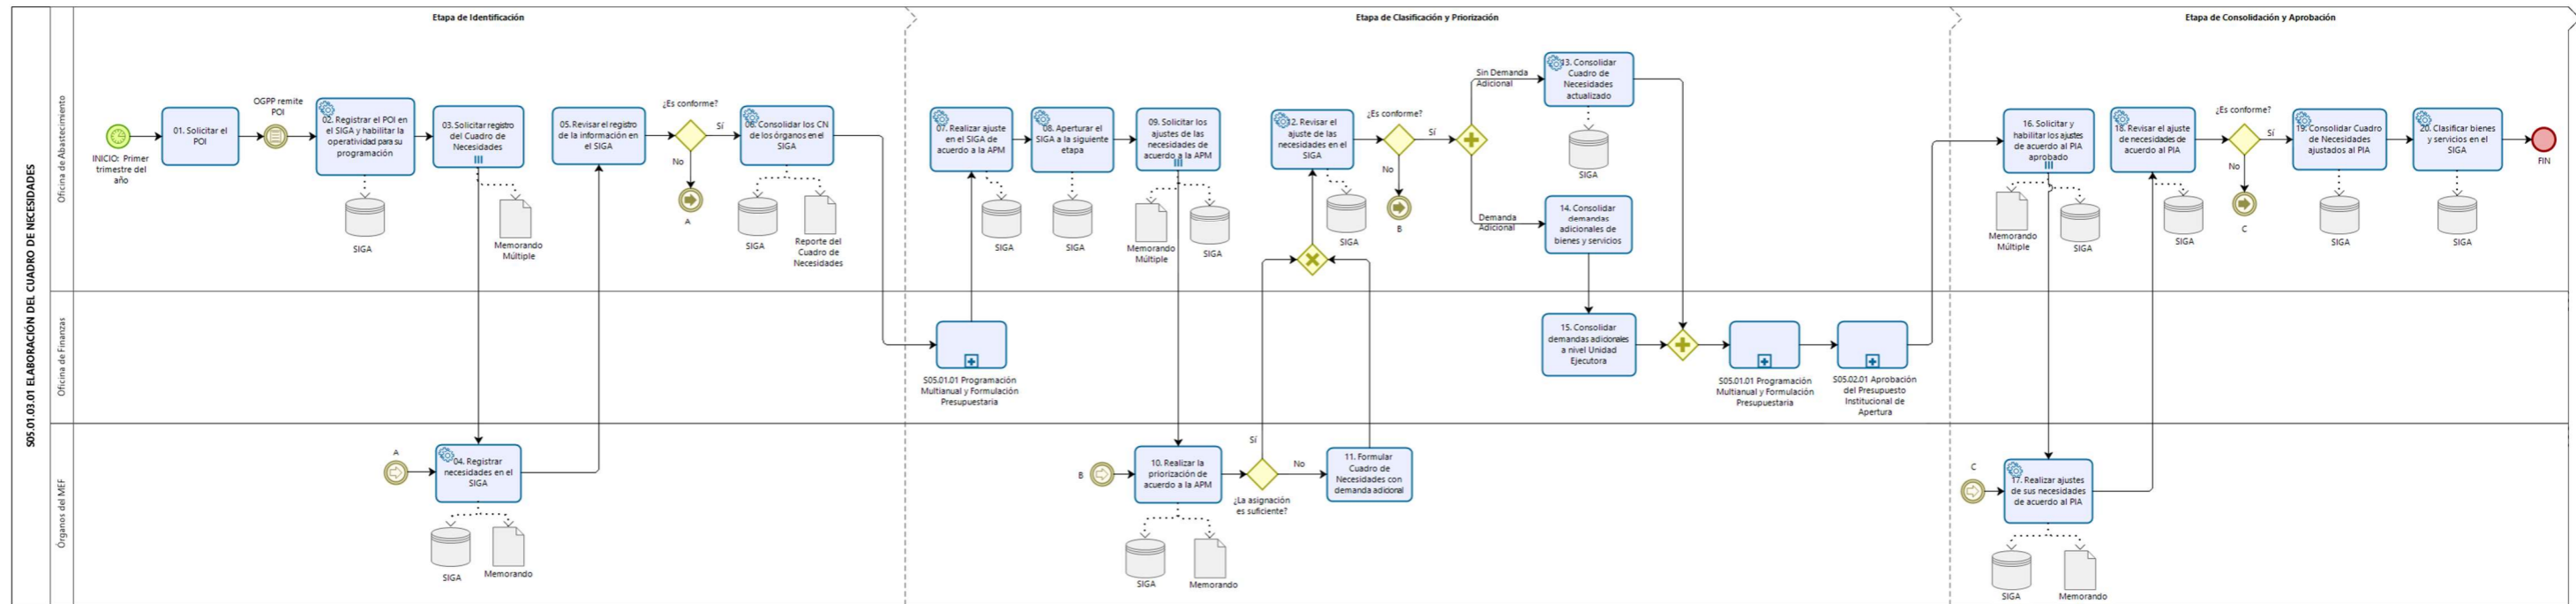 S05.01.03.01 ELABORACIÓN DEL CUADRO DE NECESIDADES
Etapa de Identificación
Etapa de Clasificación y Priorización
Etapa de Consolidación y Aprobación
Oficina de Abastecimiento
INICIO: Primer
trimestre del
año
01. Solicitar el
POI
OGPP remite
POI
02. Registrar el POI en
el SIGA y habilitar la
operatividad para su
programación
SIGA
03. Solicitar registro
del Cuadro de
Necesidades
Memorando
Múltiple
05. Revisar el registro
de la información en
el SIGA
¿Es conforme?
Sí
No
A
06. Consolidar los CN
de los órganos en el
SIGA
SIGA
Reporte del
Cuadro de
Necesidades
07. Realizar ajuste
en el SIGA de
acuerdo a la APM
SIGA
08. Aperturar el
SIGA a la siguiente
etapa
SIGA
09. Solicitar los
ajustes de las
necesidades de
acuerdo a la APM
Memorando
Múltiple
SIGA
12. Revisar el
ajuste de las
necesidades en el
SIGA
SIGA
¿Es conforme?
Sí
No
B
Sin Demanda
Adicional
13. Consolidar
Cuadro de
Necesidades
actualizado
SIGA
Demanda
Adicional
14. Consolidar
demandas
adicionales de
bienes y servicios
16. Solicitar y
habilitar los ajustes
de acuerdo al PIA
aprobado
Memorando
Múltiple
SIGA
18. Revisar el ajuste
de necesidades de
acuerdo al PIA
SIGA
¿Es conforme?
Sí
No
C
19. Consolidar Cuadro
de Necesidades
ajustados al PIA
SIGA
20. Clasificar bienes
y servicios en el
SIGA
SIGA
FIN
Oficina de Finanzas
S05.01.01 Programación
Multianual y Formulación
Presupuestaria
15. Consolidar
demandas adicionales
a nivel Unidad
Ejecutora
S05.01.01 Programación
Multianual y Formulación
Presupuestaria
S05.02.01 Aprobación
del Presupuesto
Institucional de
Apertura
Órganos del MEF
A
04. Registrar
necesidades en el
SIGA
SIGA
Memorando
B
10. Realizar la
priorización de
acuerdo a la APM
SIGA
Memorando
Sí
No
¿La asignación
es suficiente?
11. Formular
Cuadro de
Necesidades con
demanda adicional
C
17. Realizar ajustes
de sus necesidades
de acuerdo al PIA
SIGA
Memorando